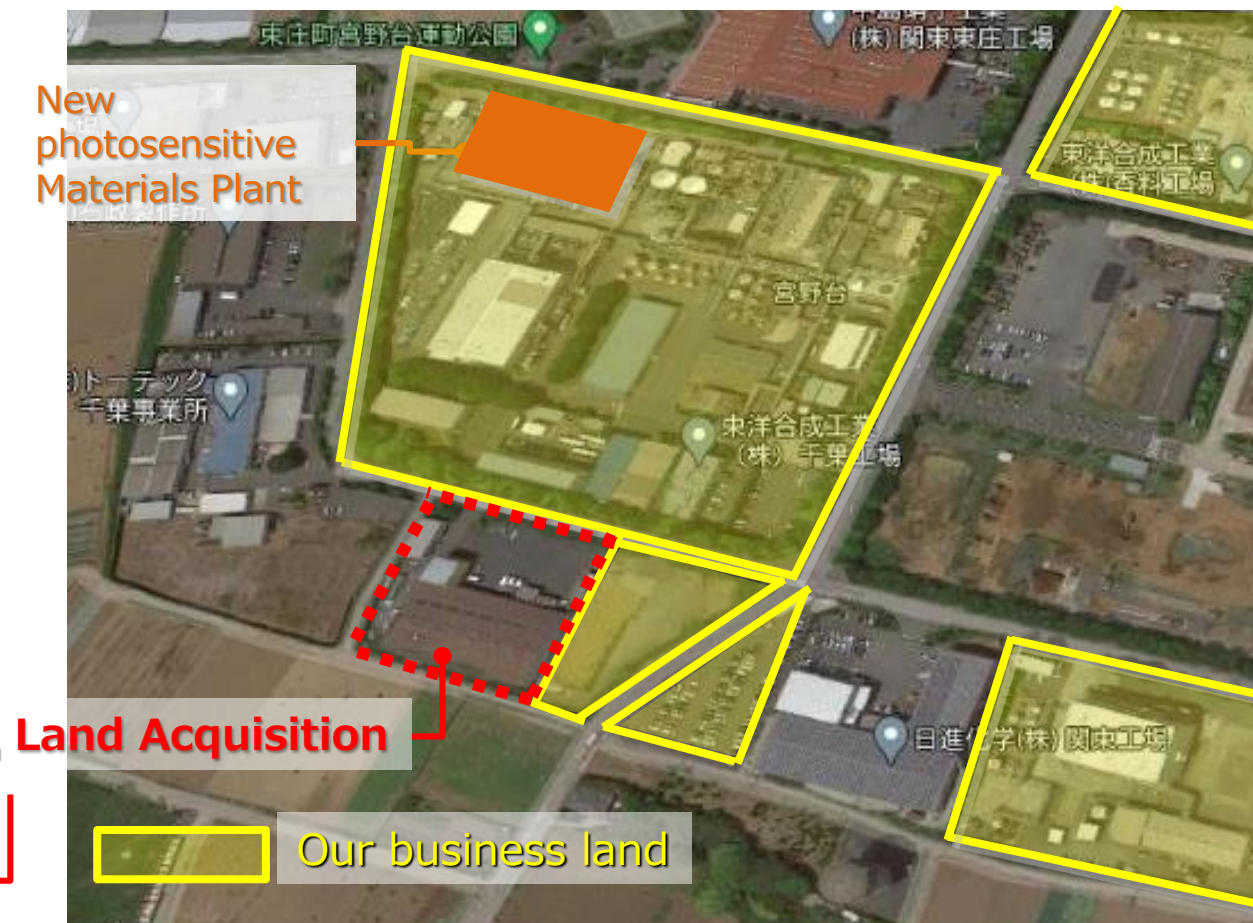 東庄町宮野台運動公園
(株)関東東庄工場
New
photosensitive
Materials Plant
東洋合成工業
(株)香料工場
宮野台
トーテック
千葉事業所
東洋合成工業
(株) 千葉工場
Land Acquisition
日進化学(株)関東工場
Our business land